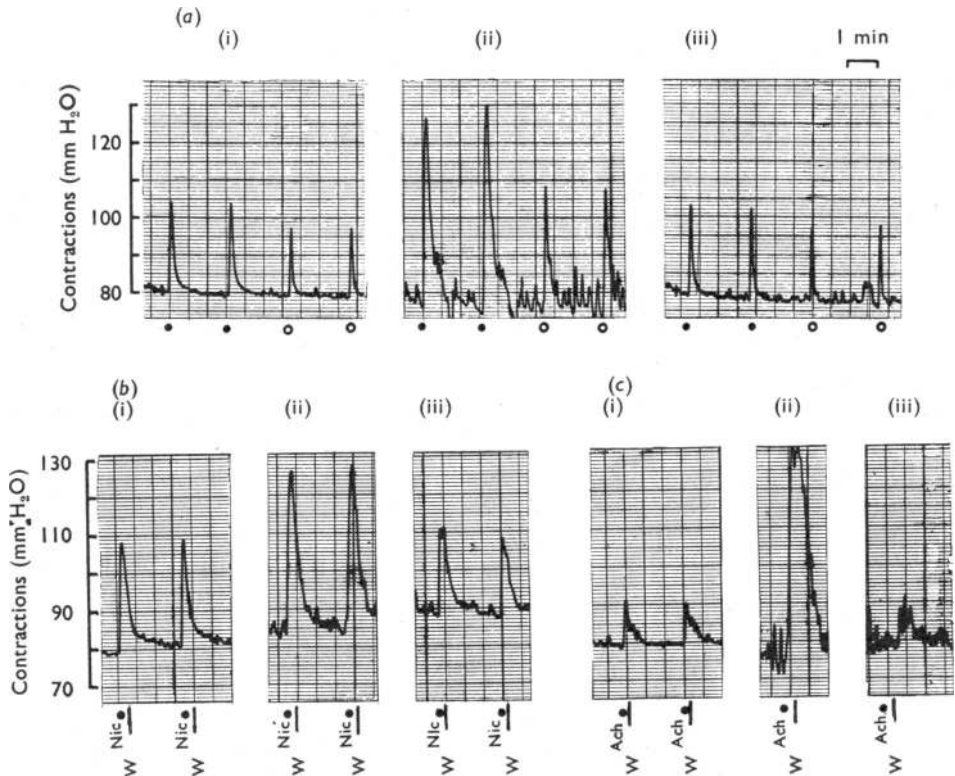 (a)
(i) (ii) (iii) 1 min
Contractions (mm H₂O)
120
100
80
(b) (c)
(i) (ii) (iii) (i) (ii) (iii)
Contractions (mm H₂O)
130
110
90
70
Nic Nic Nic Nic Nic Nic Ach Ach Ach Ach
W W W W W W W W W W